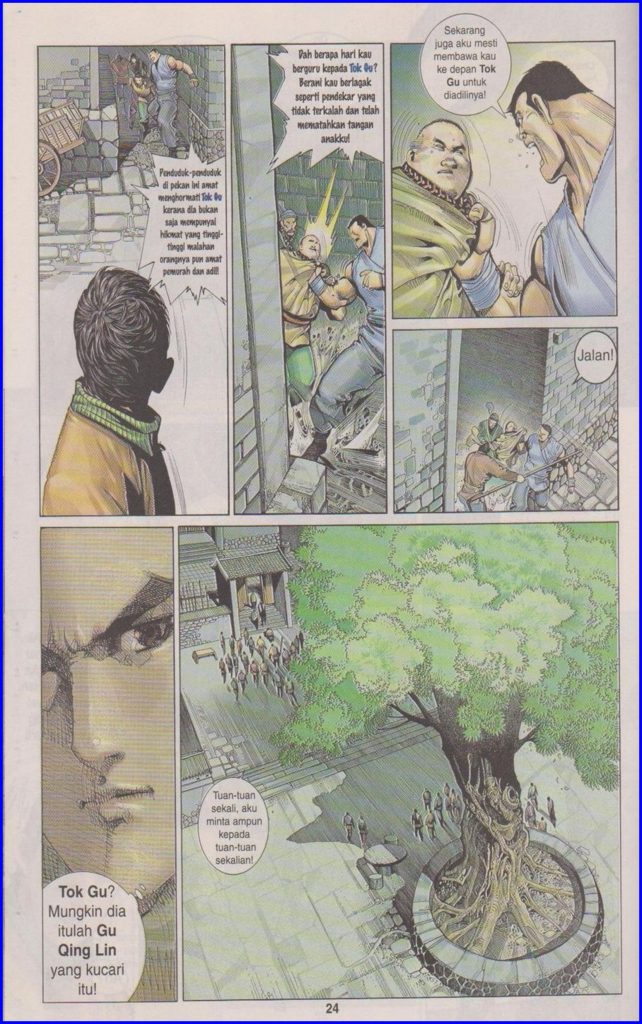 Penduduk-penduduk
di pekan ini amat
menghormati Tok Gu
kerana dia bukan
saja mempunyai
hikmat yang tinggi-
tinggi malahan
orangnya pun amat
pemurah dan adil!
Dah berapa hari kau
berguru kepada Tok Gu?
Berani kau berlagak
seperti pendekar yang
tidak terkalah dan telah
mematahkan tangan
anakku!
Sekarang
juga aku mesti
membawa kau
ke depan Tok
Gu untuk
diadilinya!
Jalan!
Tok Gu?
Mungkin dia
itulah Gu
Qing Lin
yang kucari
itu!
Tuan-tuan
sekali, aku
minta ampun
kepada
tuan-tuan
sekalian!
24